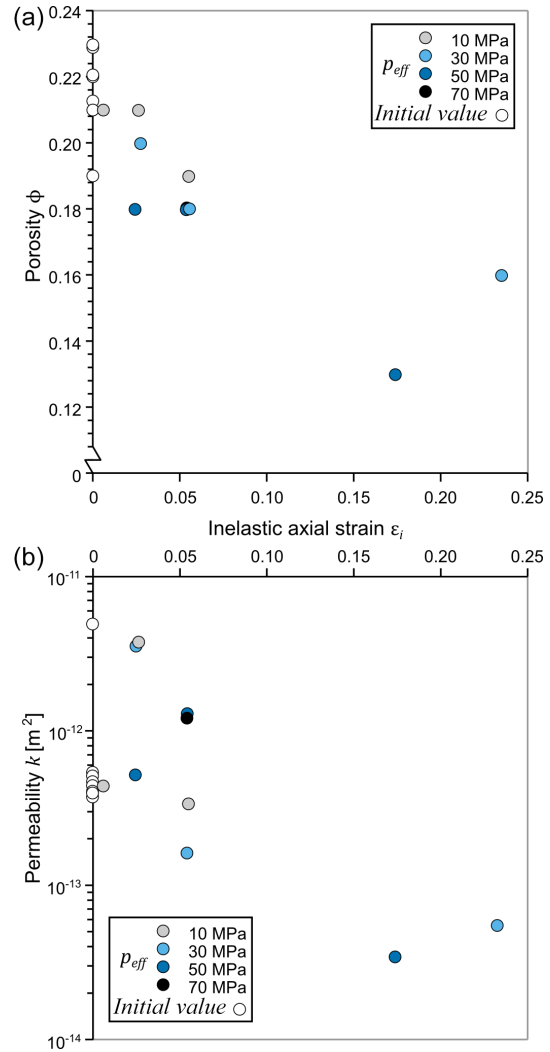 (a)
0.24
0.22
0.20
0.18
0.16
0.14
0.12
0
Porosity ϕ
p_eff
10 MPa
30 MPa
50 MPa
70 MPa
Initial value
0 0.05 0.10 0.15 0.20 0.25
Inelastic axial strain ε_i
(b)
0 0.05 0.10 0.15 0.20 0.25
10⁻¹¹
10⁻¹²
10⁻¹³
10⁻¹⁴
Permeability k [m²]
p_eff
10 MPa
30 MPa
50 MPa
70 MPa
Initial value